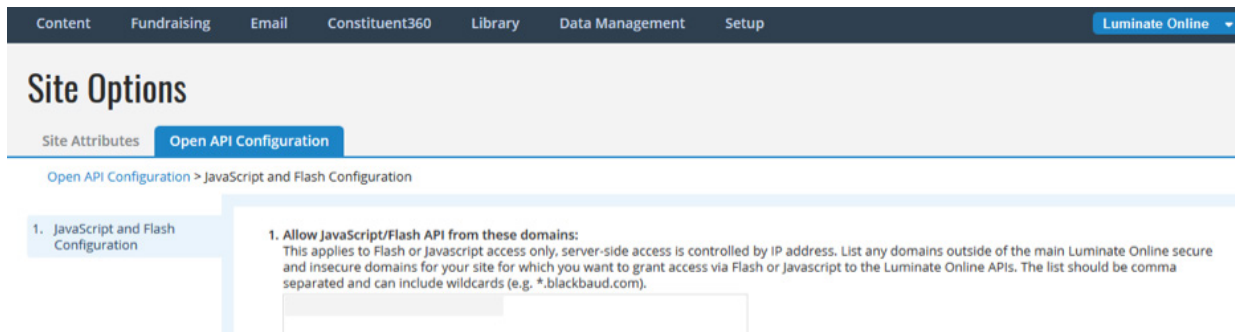 Content Fundraising Email Constituent360 Library Data Management Setup Luminate Online
Site Options
Site Attributes Open API Configuration
Open API Configuration > JavaScript and Flash Configuration
1. JavaScript and Flash
Configuration
1. Allow JavaScript/Flash API from these domains:
This applies to Flash or Javascript access only, server-side access is controlled by IP address. List any domains outside of the main Luminate Online secure
and insecure domains for your site for which you want to grant access via Flash or Javascript to the Luminate Online APIs. The list should be comma
separated and can include wildcards (e.g. *.blackbaud.com).